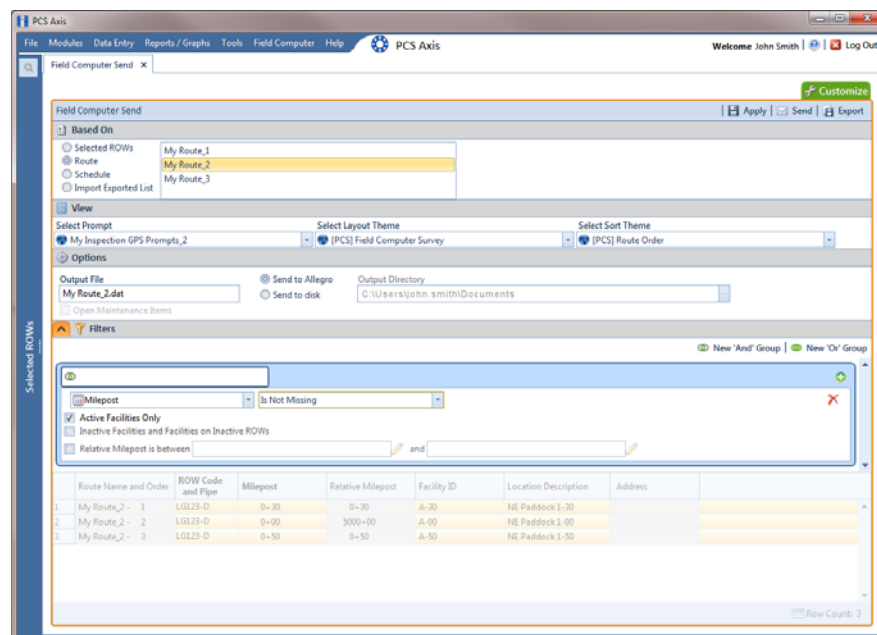 PCS Axis
File Modules Data Entry Reports / Graphs Tools Field Computer Help PCS Axis Welcome John Smith | Log Out
Field Computer Send X
Customize
Field Computer Send | Apply | Send | Export
Based On
Selected ROWs
Route
Schedule
Import Exported List
My Route_1
My Route_2
My Route_3
View
Select Prompt Select Layout Theme Select Sort Theme
My Inspection GPS Prompts_2 [PCS] Field Computer Survey [PCS] Route Order
Options
Output File Send to Allegro Output Directory
My Route_2.dat Send to disk C:\Users\john.smith\Documents
Open Maintenance Items
Filters
Selected ROWs
New 'And' Group | New 'Or' Group
Milepost Is Not Missing
Active Facilities Only
Inactive Facilities and Facilities on Inactive ROWs
Relative Milepost is between and
Route Name and Order ROW Code and Pipe Milepost Relative Milepost Facility ID Location Description Address
1 My Route_2 - 1 LG123-D 0+30 0+30 A-30 NE Paddock 1-30
2 My Route_2 - 2 LG123-D 0+00 5000+00 A-00 NE Paddock 1-00
3 My Route_2 - 3 LG123-D 0+50 0+50 A-50 NE Paddock 1-50
Row Count: 3